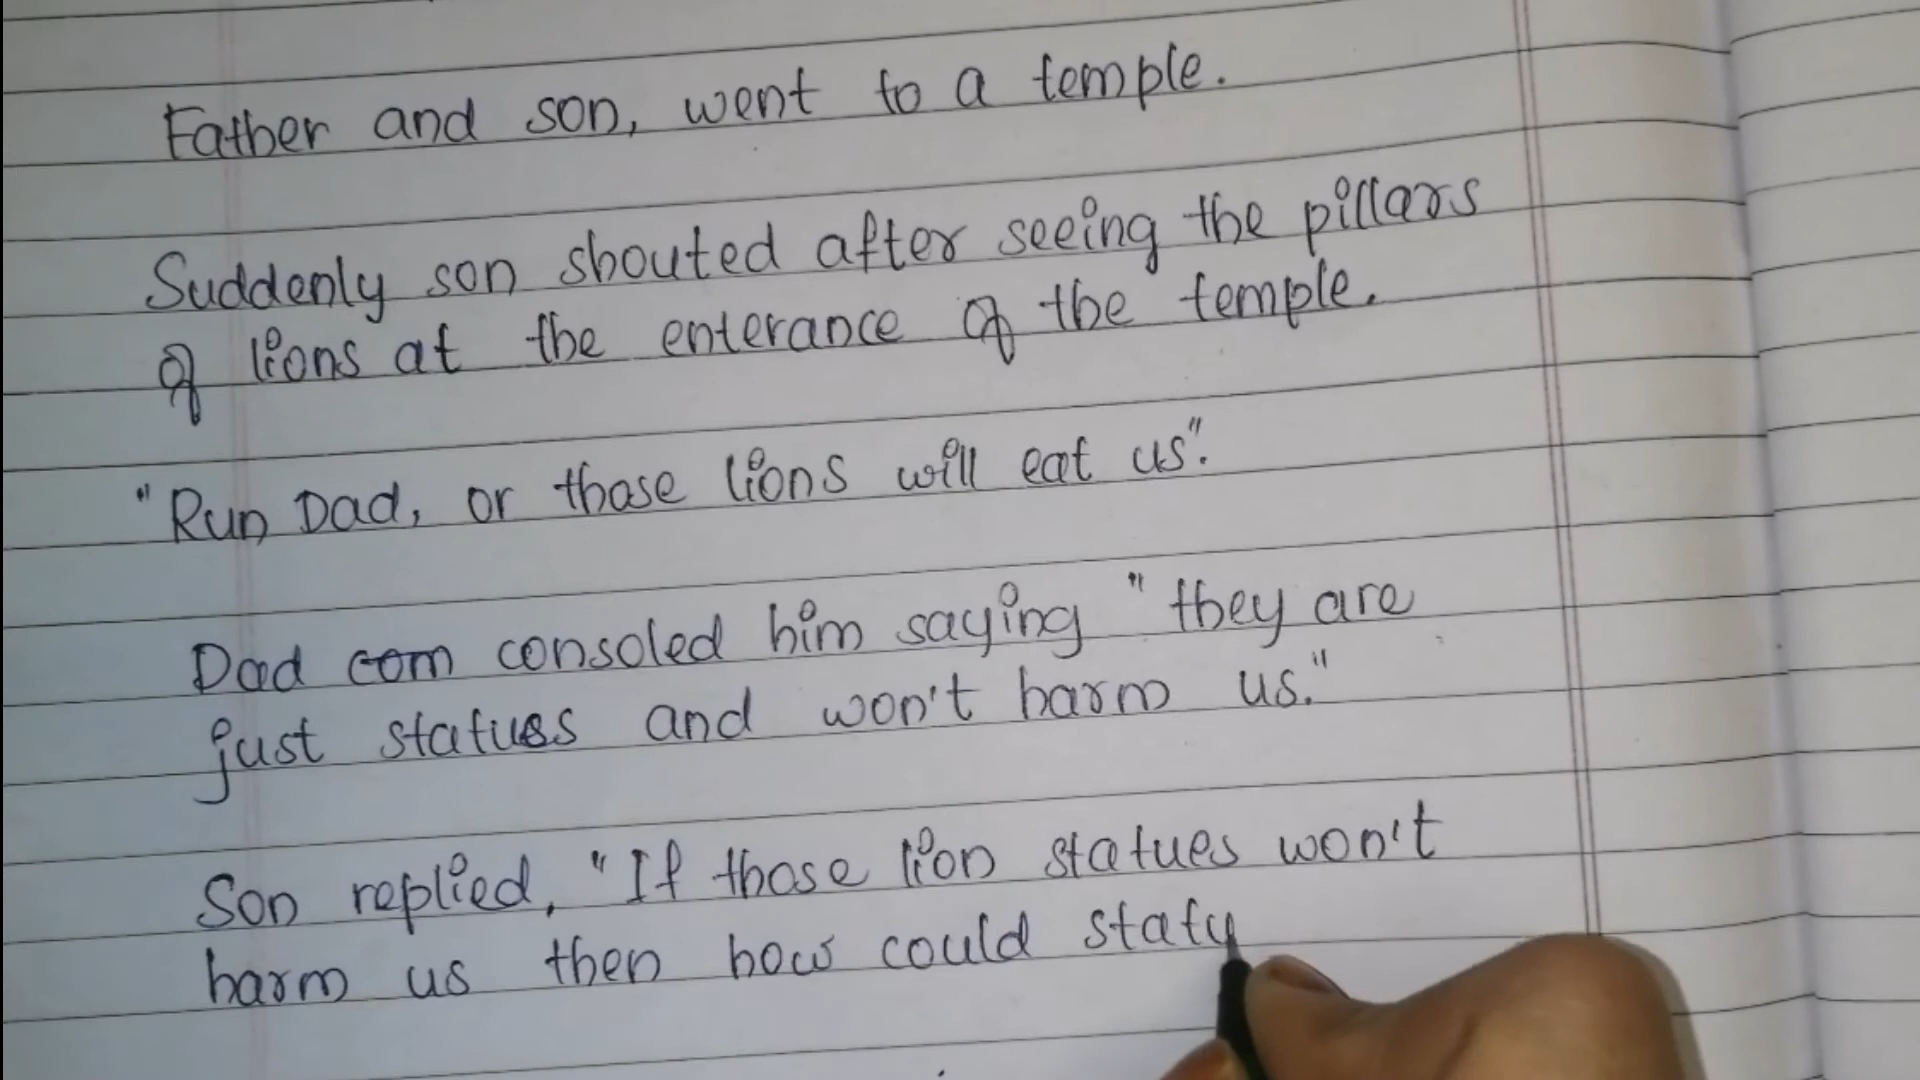 Father and son, went to a temple.
Suddenly son shouted after seeing the pillars
of lions at the enterance of the temple.
"Run Dad, or those lions will eat us".
Dad com consoled him saying "they are
just statues and won't harm us."
Son replied, "If those lion statues won't
harm us then how could statu